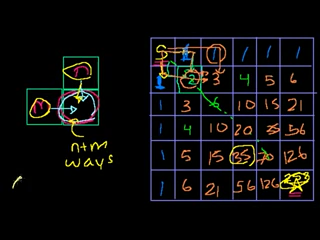 n
m
n+m
ways
S 1 1 1 1 1
1 2 3 4 5 6
1 3 6 10 15 21
1 4 10 20 35 56
1 5 15 35 70 126
1 6 21 56 126